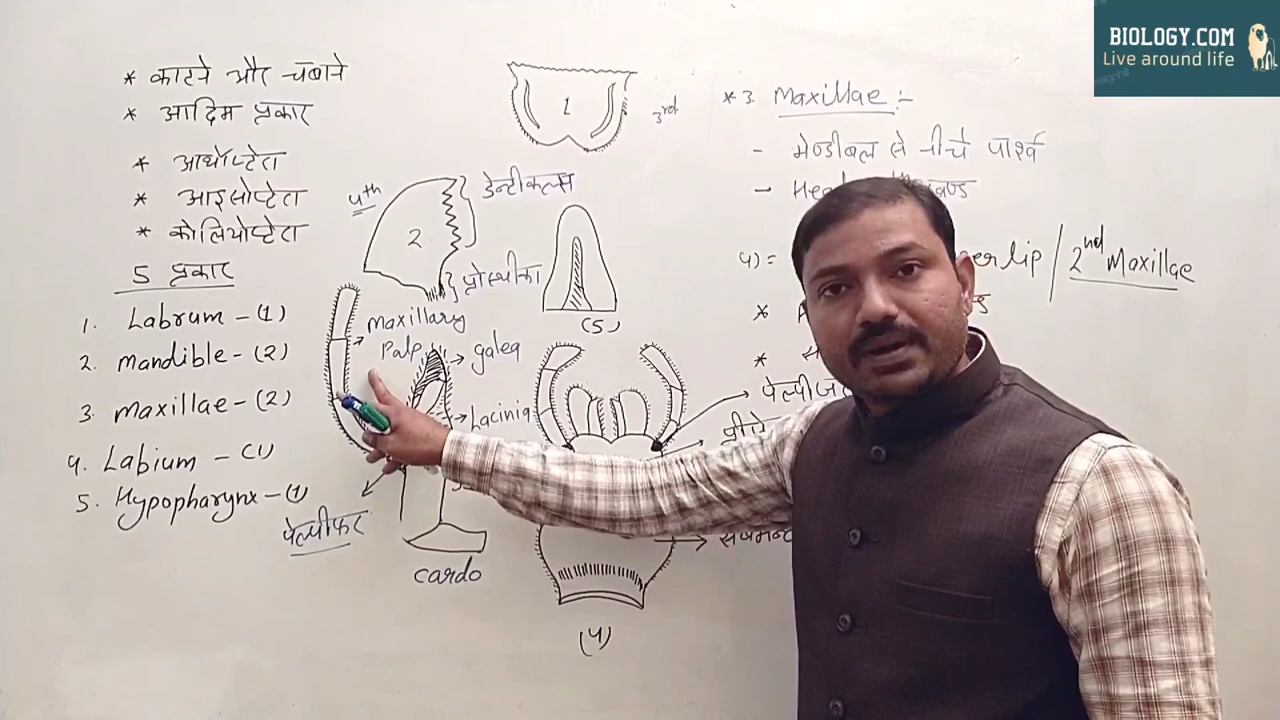 BIOLOGY.COM
Live around life
* काटने और चबाने
* आदिम प्रकार
* आर्थोप्टेरा
* आइसोप्टेरा
* कोलियोप्टेरा
5 प्रकार
1. Labrum - (1)
2. mandible - (2)
3. maxillae - (2)
4. Labium - (1)
5. Hypopharynx - (1)
1
3rd
4th
2
डेन्टीकल्स
प्रोस्थीका
(5)
maxillary
Palp
galea
Lacinia
पेल्पीफर
cardo
(4)
* 3. Maxillae :-
- मेण्डीबल से नीचे पार्श्व
-
4) = lip / 2nd Maxillae
*
*
नीचे